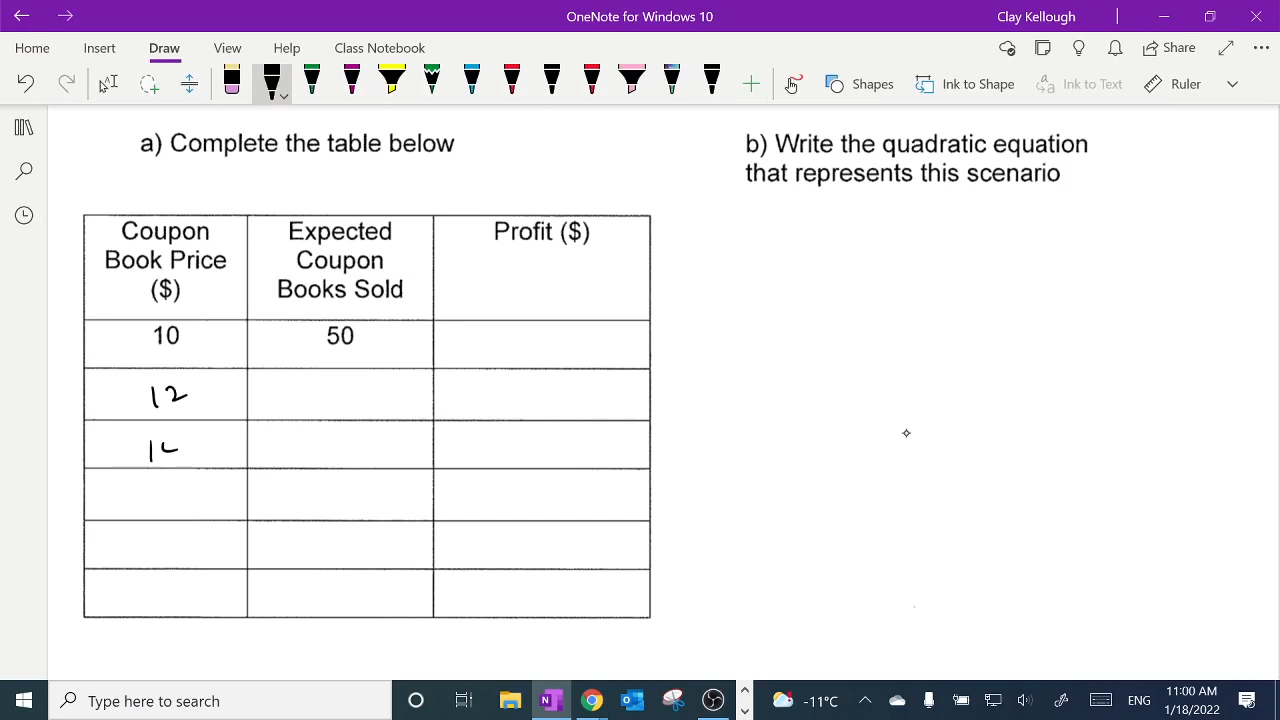 OneNote for Windows 10
Clay Kellough
Home Insert Draw View Help Class Notebook
Share
Shapes Ink to Shape Ink to Text Ruler
a) Complete the table below
b) Write the quadratic equation
that represents this scenario
Coupon
Book Price
($)
Expected
Coupon
Books Sold
Profit ($)
10 50
12
Type here to search
-11°C
ENG
11:00 AM
1/18/2022